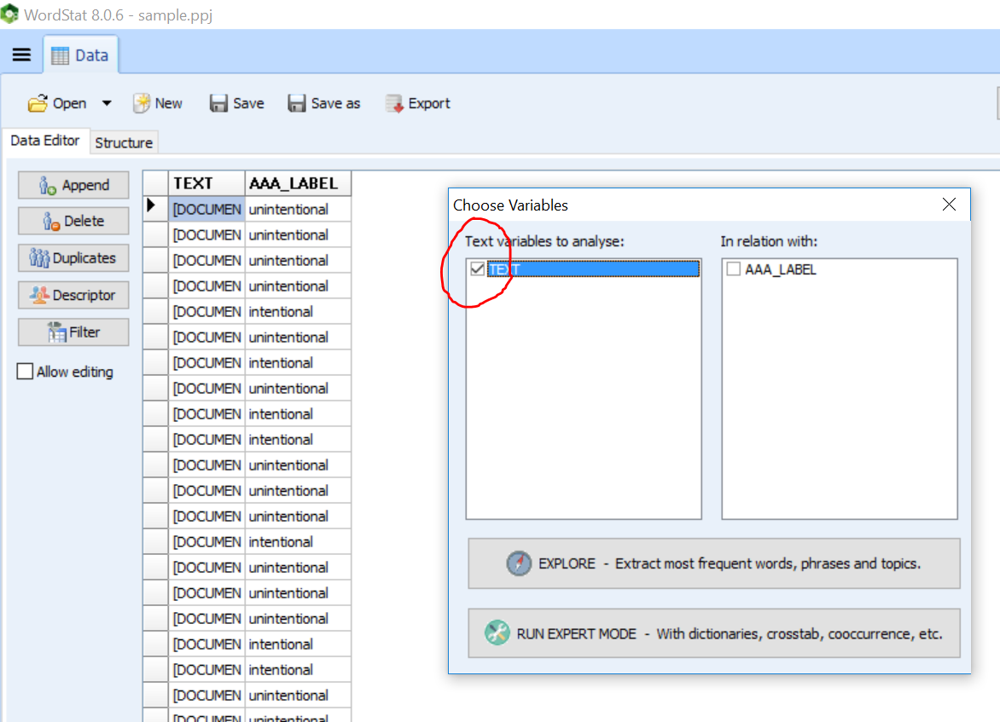 WordStat 8.0.6 - sample.ppj
Data
Open New Save Save as Export
Data Editor Structure
Append
Delete
Duplicates
Descriptor
Filter
Allow editing
TEXT AAA_LABEL
[DOCUMEN unintentional
[DOCUMEN unintentional
[DOCUMEN unintentional
[DOCUMEN unintentional
[DOCUMEN intentional
[DOCUMEN unintentional
[DOCUMEN intentional
[DOCUMEN unintentional
[DOCUMEN intentional
[DOCUMEN intentional
[DOCUMEN unintentional
[DOCUMEN unintentional
[DOCUMEN unintentional
[DOCUMEN intentional
[DOCUMEN unintentional
[DOCUMEN unintentional
[DOCUMEN unintentional
[DOCUMEN intentional
[DOCUMEN intentional
[DOCUMEN unintentional
[DOCUMEN unintentional
Choose Variables
Text variables to analyse:
TEXT
In relation with:
AAA_LABEL
EXPLORE - Extract most frequent words, phrases and topics.
RUN EXPERT MODE - With dictionaries, crosstab, cooccurrence, etc.